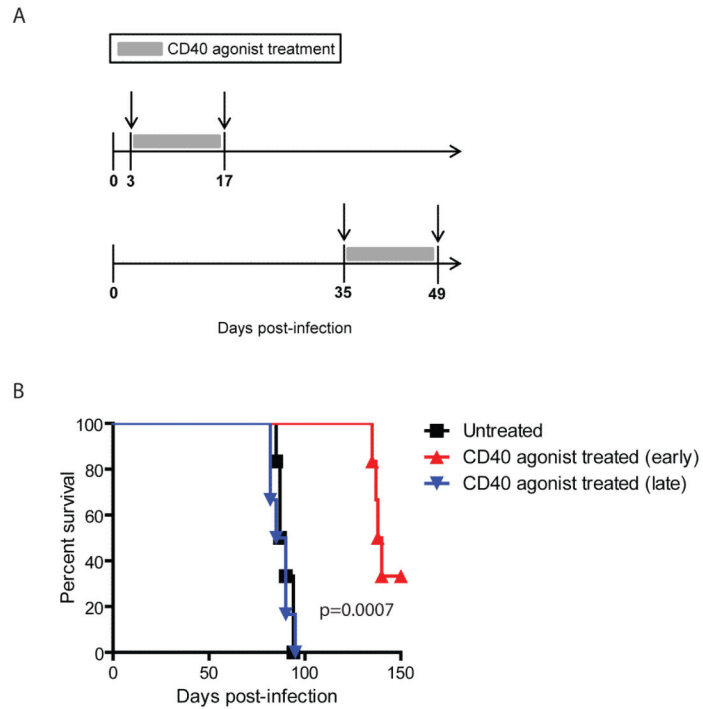 A
CD40 agonist treatment
0 3 17
0 35 49
Days post-infection
B
100
80
60
40
20
0
Percent survival
0 50 100 150
Days post-infection
p=0.0007
Untreated
CD40 agonist treated (early)
CD40 agonist treated (late)